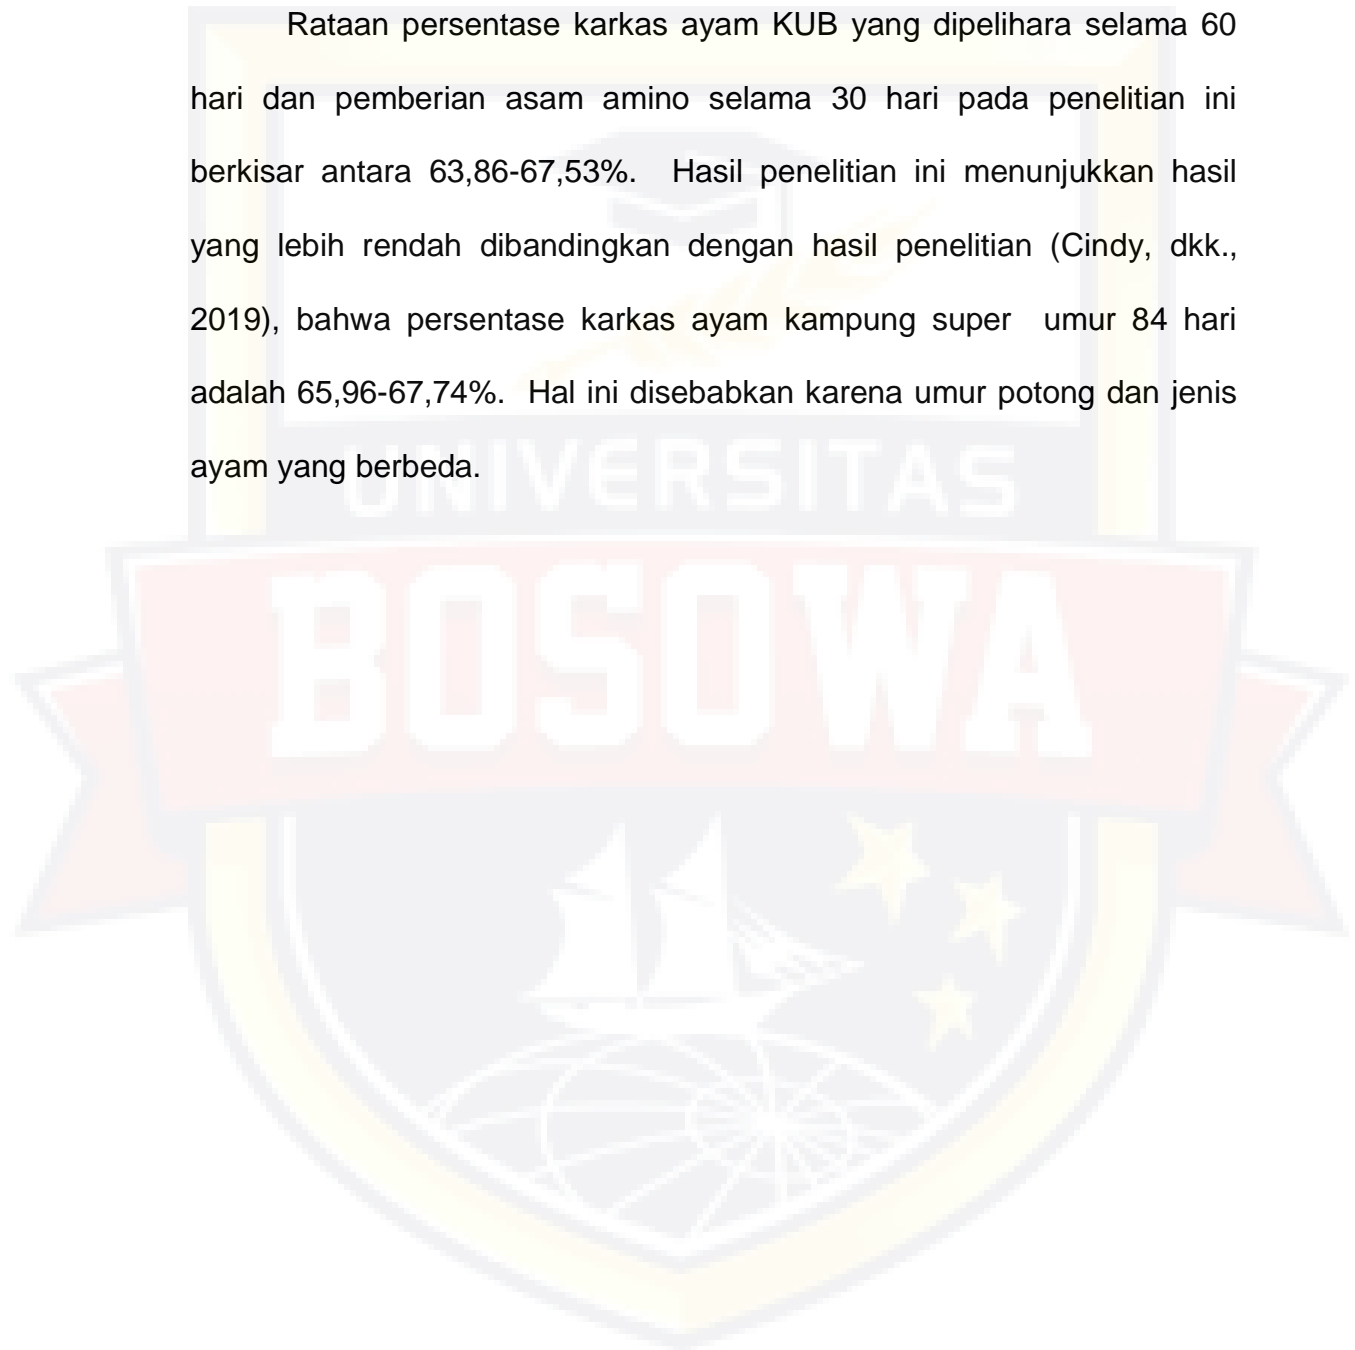 Rataan persentase karkas ayam KUB yang dipelihara selama 60
hari dan pemberian asam amino selama 30 hari pada penelitian ini
berkisar antara 63,86-67,53%. Hasil penelitian ini menunjukkan hasil
yang lebih rendah dibandingkan dengan hasil penelitian (Cindy, dkk.,
2019), bahwa persentase karkas ayam kampung super umur 84 hari
adalah 65,96-67,74%. Hal ini disebabkan karena umur potong dan jenis
ayam yang berbeda.
UNIVERSITAS
BOSOWA